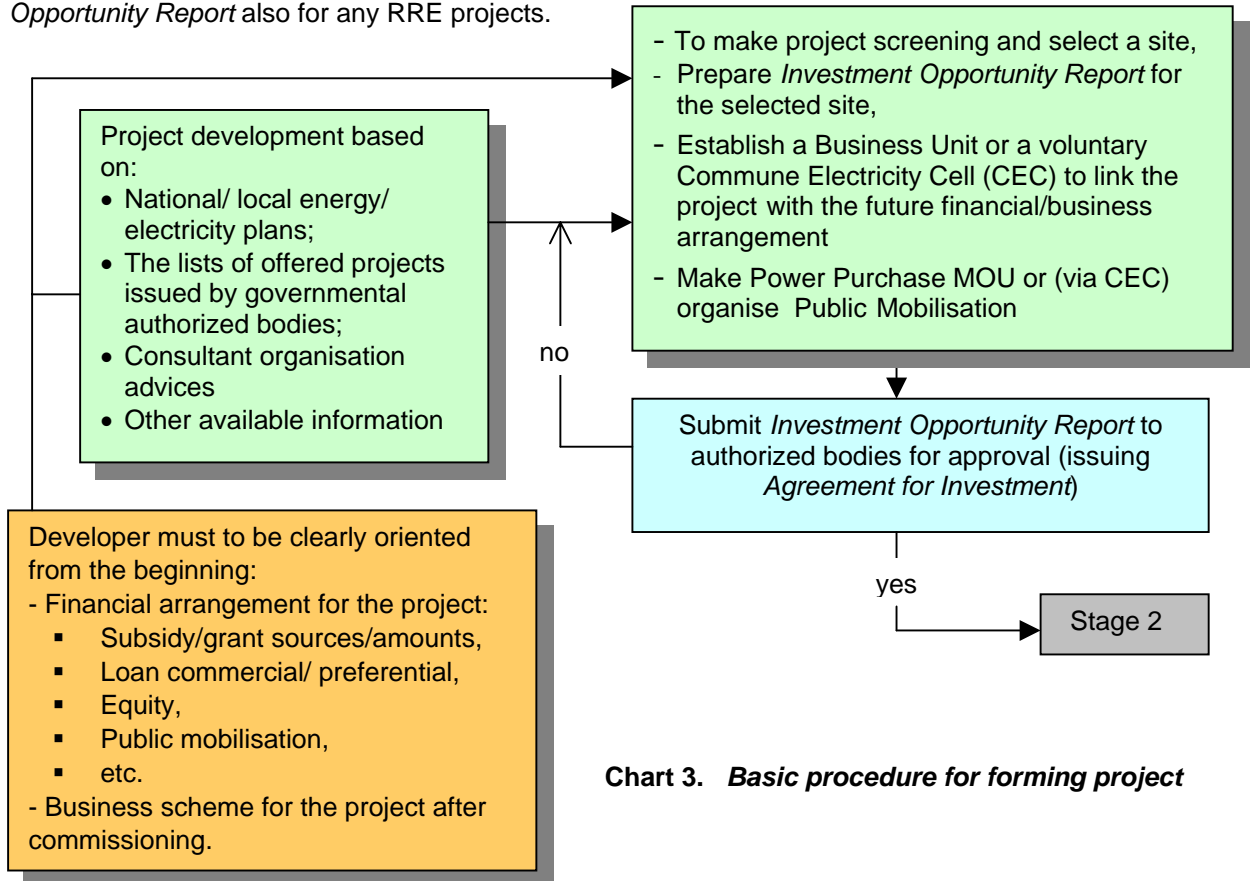 Opportunity Report also for any RRE projects.
- To make project screening and select a site,
- Prepare Investment Opportunity Report for
the selected site,
- Establish a Business Unit or a voluntary
Commune Electricity Cell (CEC) to link the
project with the future financial/business
arrangement
- Make Power Purchase MOU or (via CEC)
organise Public Mobilisation
Project development based
on:
• National/ local energy/
electricity plans;
• The lists of offered projects
issued by governmental
authorized bodies;
• Consultant organisation
advices
• Other available information
no
Submit Investment Opportunity Report to
authorized bodies for approval (issuing
Agreement for Investment)
yes
Stage 2
Developer must to be clearly oriented
from the beginning:
- Financial arrangement for the project:
▪ Subsidy/grant sources/amounts,
▪ Loan commercial/ preferential,
▪ Equity,
▪ Public mobilisation,
▪ etc.
- Business scheme for the project after
commissioning.
Chart 3. Basic procedure for forming project